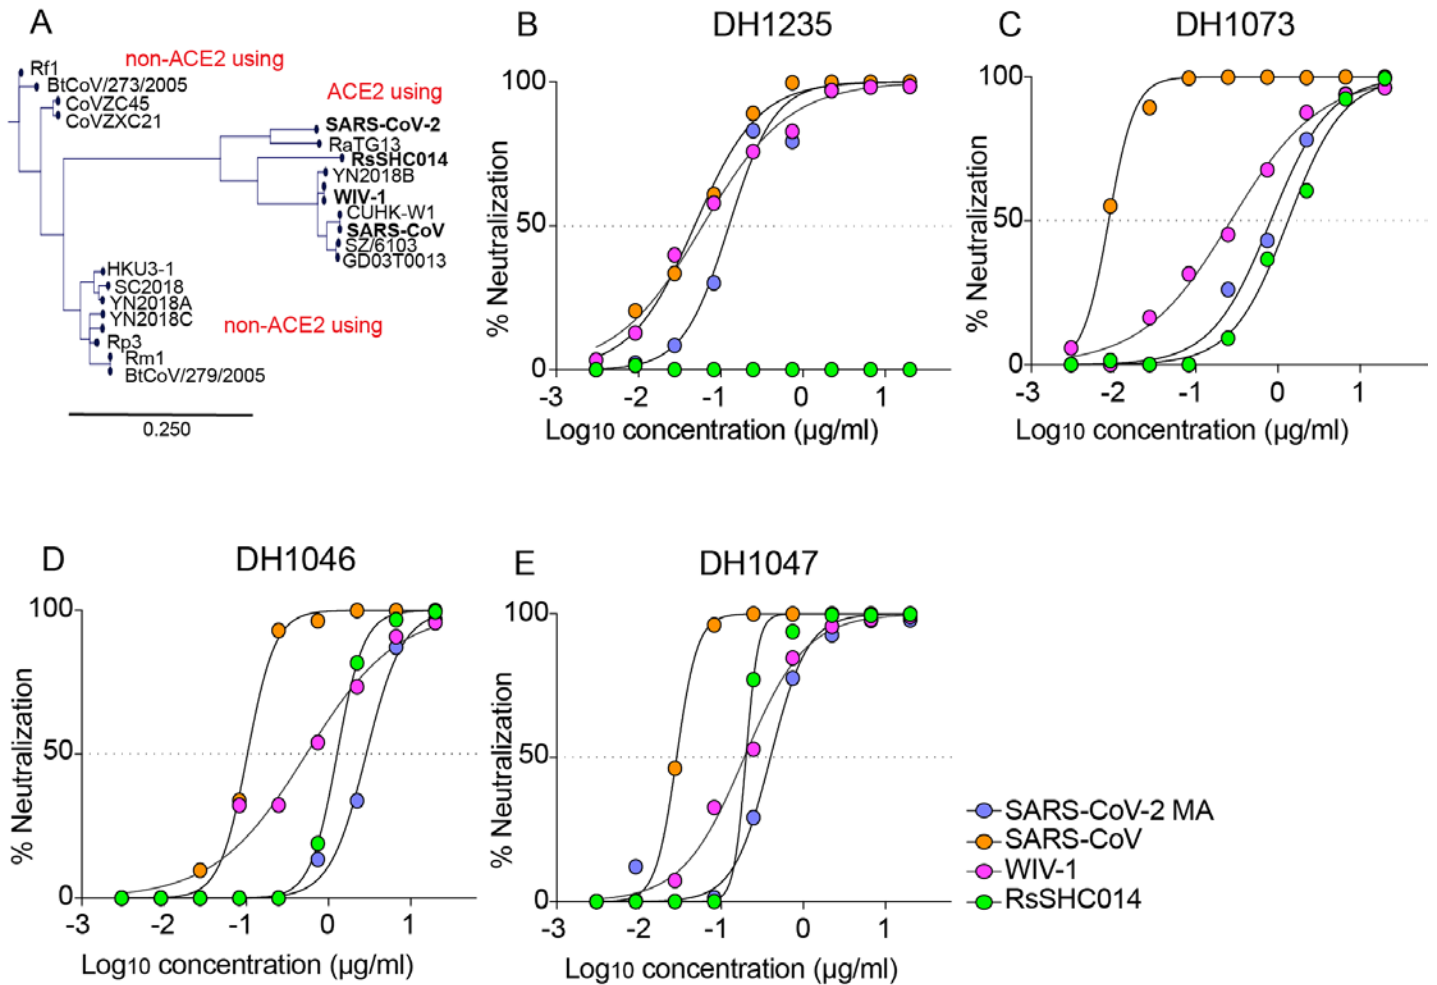 A
non-ACE2 using
Rf1
BtCoV/273/2005
CoVZC45
CoVZXC21
ACE2 using
SARS-CoV-2
RaTG13
RsSHC014
YN2018B
WIV-1
CUHK-W1
SARS-CoV
SZ/6103
GD03T0013
HKU3-1
SC2018
YN2018A
YN2018C
non-ACE2 using
Rp3
Rm1
BtCoV/279/2005
0.250
B
DH1235
% Neutralization
100
50
0
-3 -2 -1 0 1
Log10 concentration (µg/ml)
C
DH1073
% Neutralization
100
50
0
-3 -2 -1 0 1
Log10 concentration (µg/ml)
D
DH1046
% Neutralization
100
50
0
-3 -2 -1 0 1
Log10 concentration (µg/ml)
E
DH1047
% Neutralization
100
50
0
-3 -2 -1 0 1
Log10 concentration (µg/ml)
SARS-CoV-2 MA
SARS-CoV
WIV-1
RsSHC014